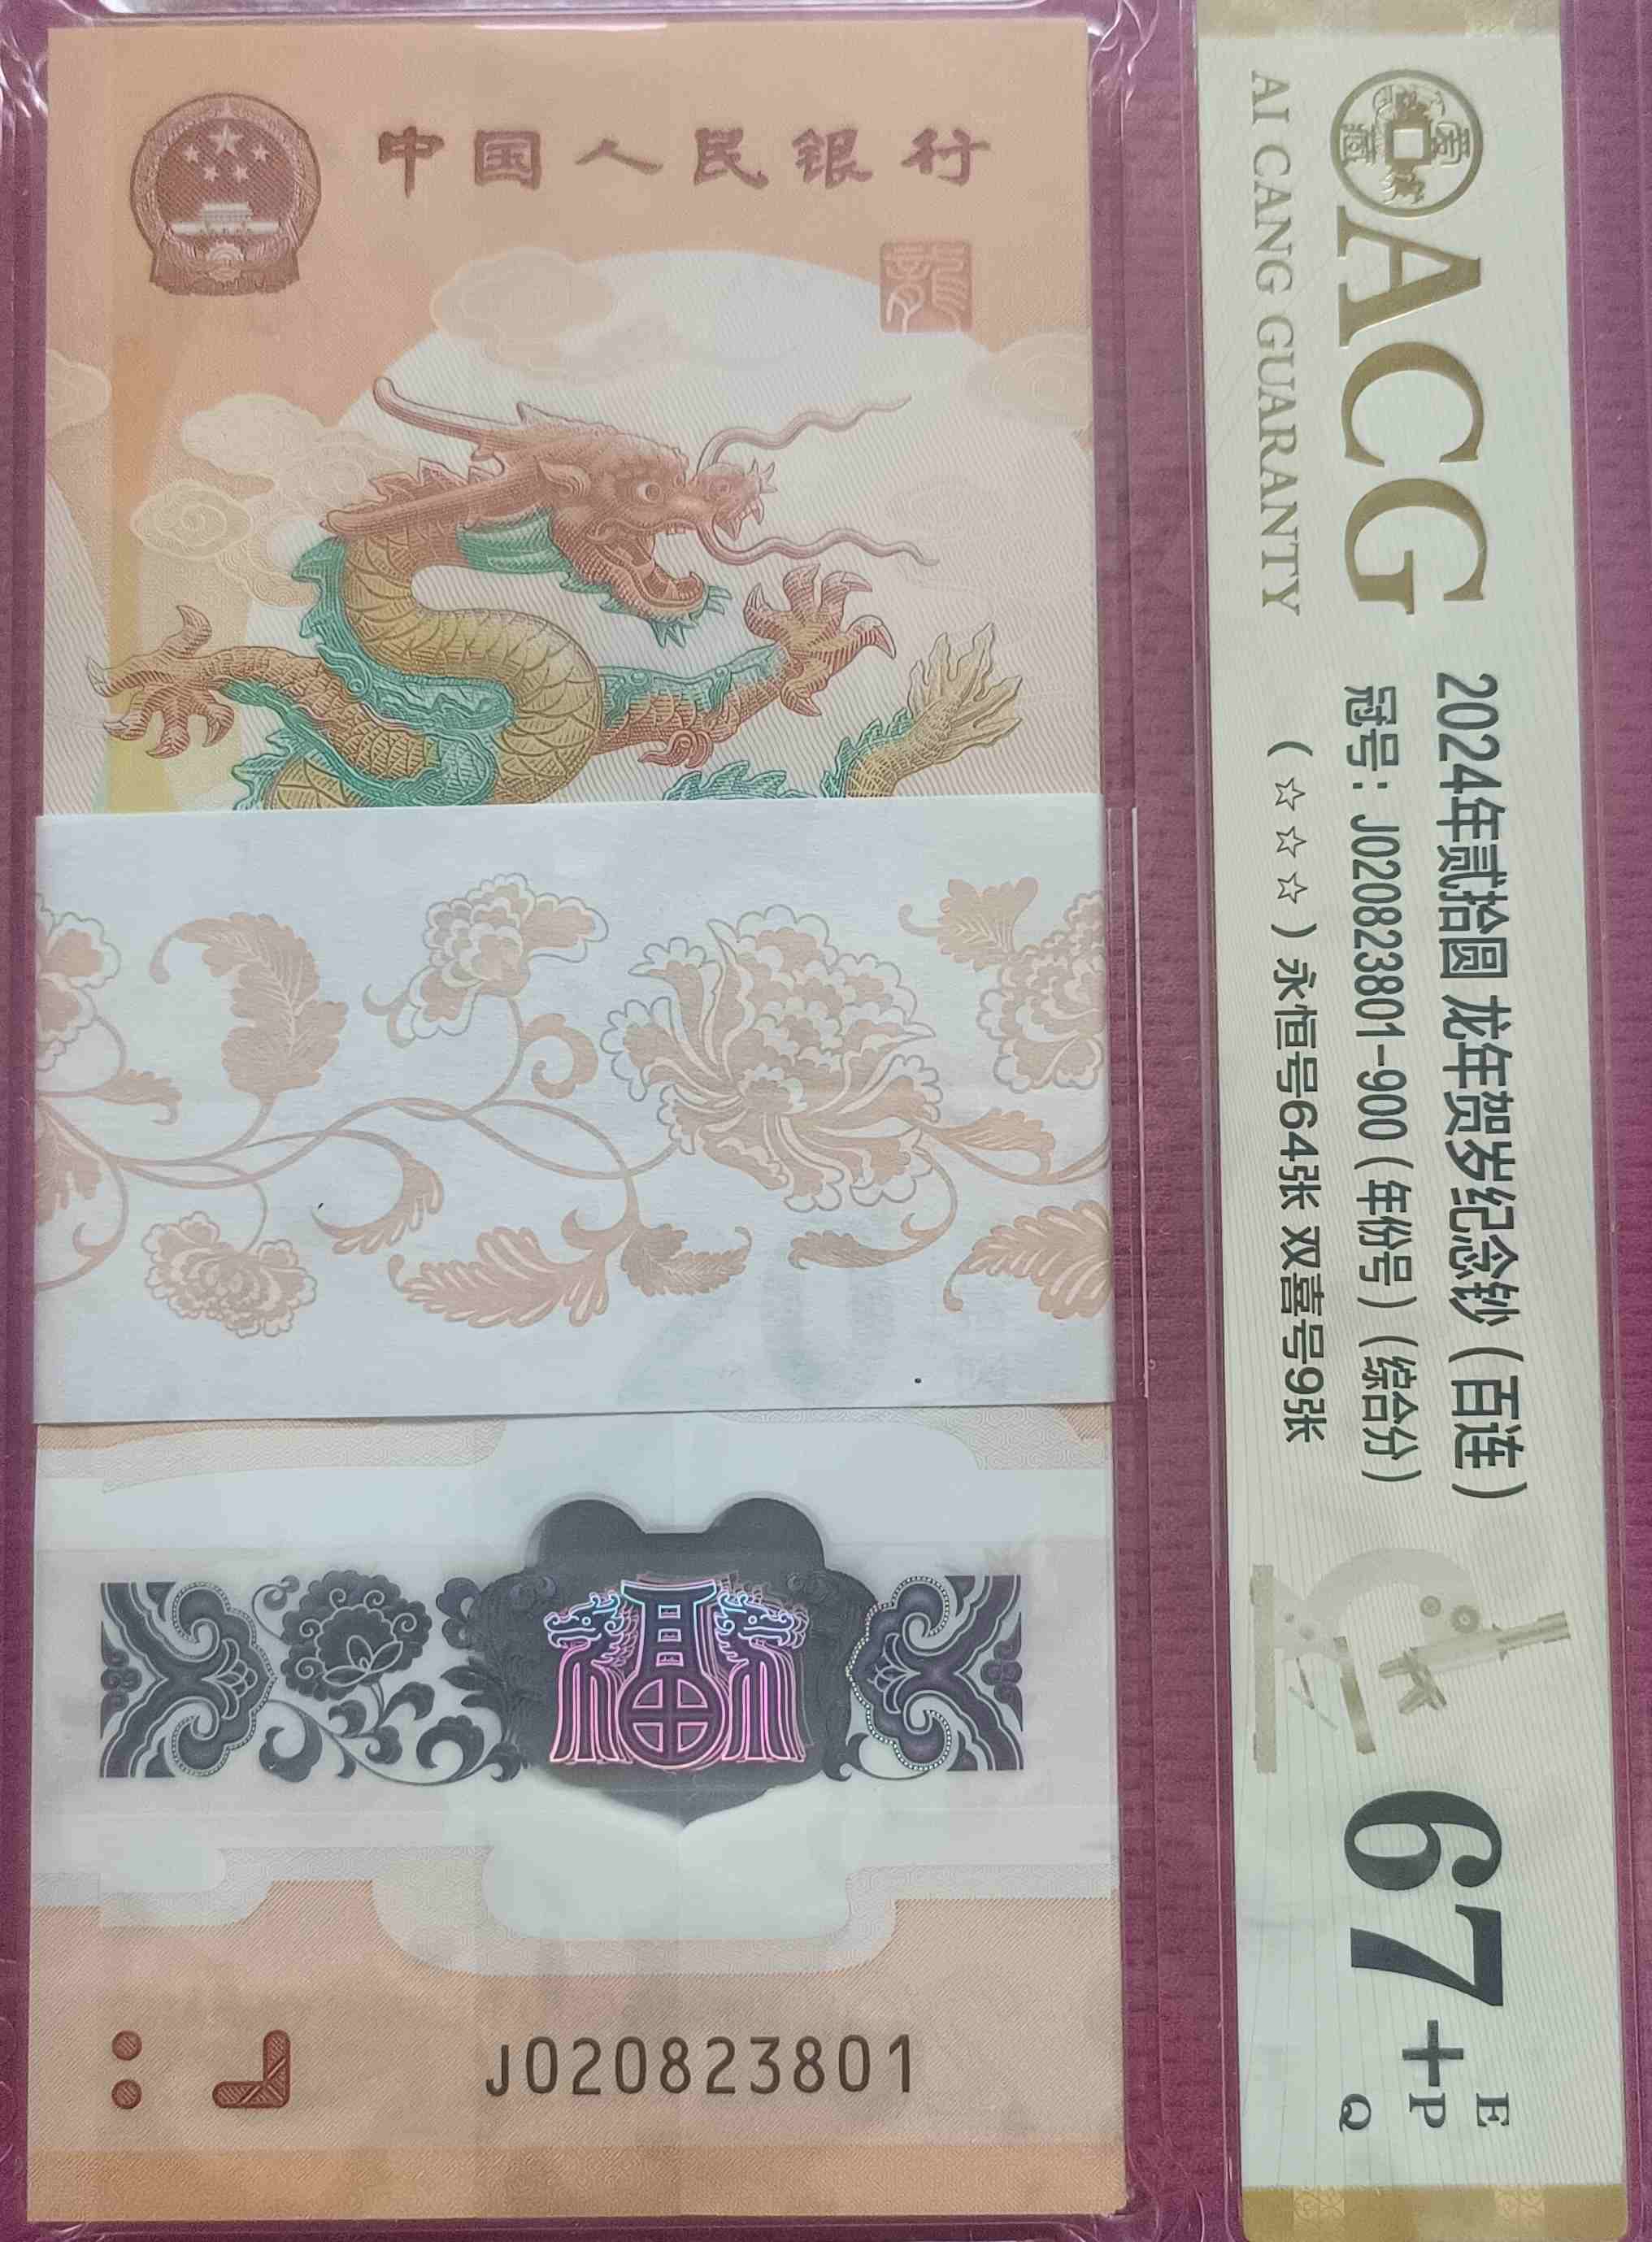 中国人民银行
龍
20
福
J020823801
ACG
AI CANG GUARANTY
2024年贰拾圆 龙年贺岁纪念钞（百连）
冠号：J020823801-900（年份号）（综合分）
（☆☆☆）永恒号64张 双喜号9张
67+
E
P
Q